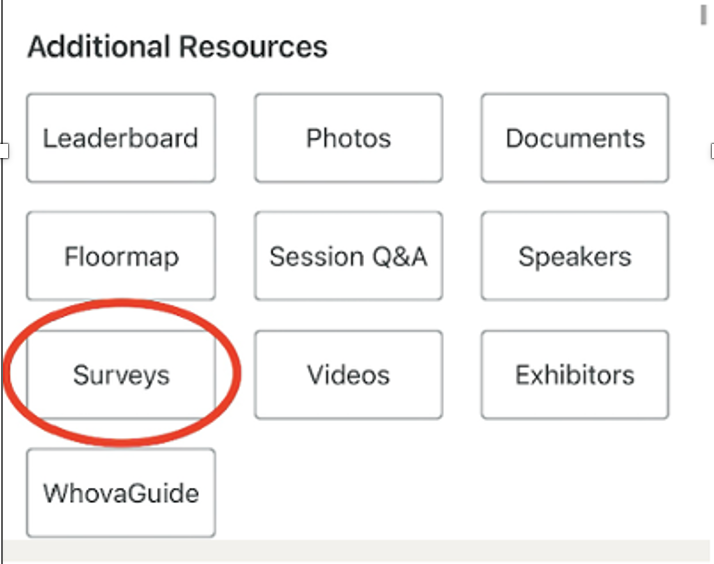 Additional Resources
Leaderboard
Photos
Documents
Floormap
Session Q&A
Speakers
Surveys
Videos
Exhibitors
WhovaGuide